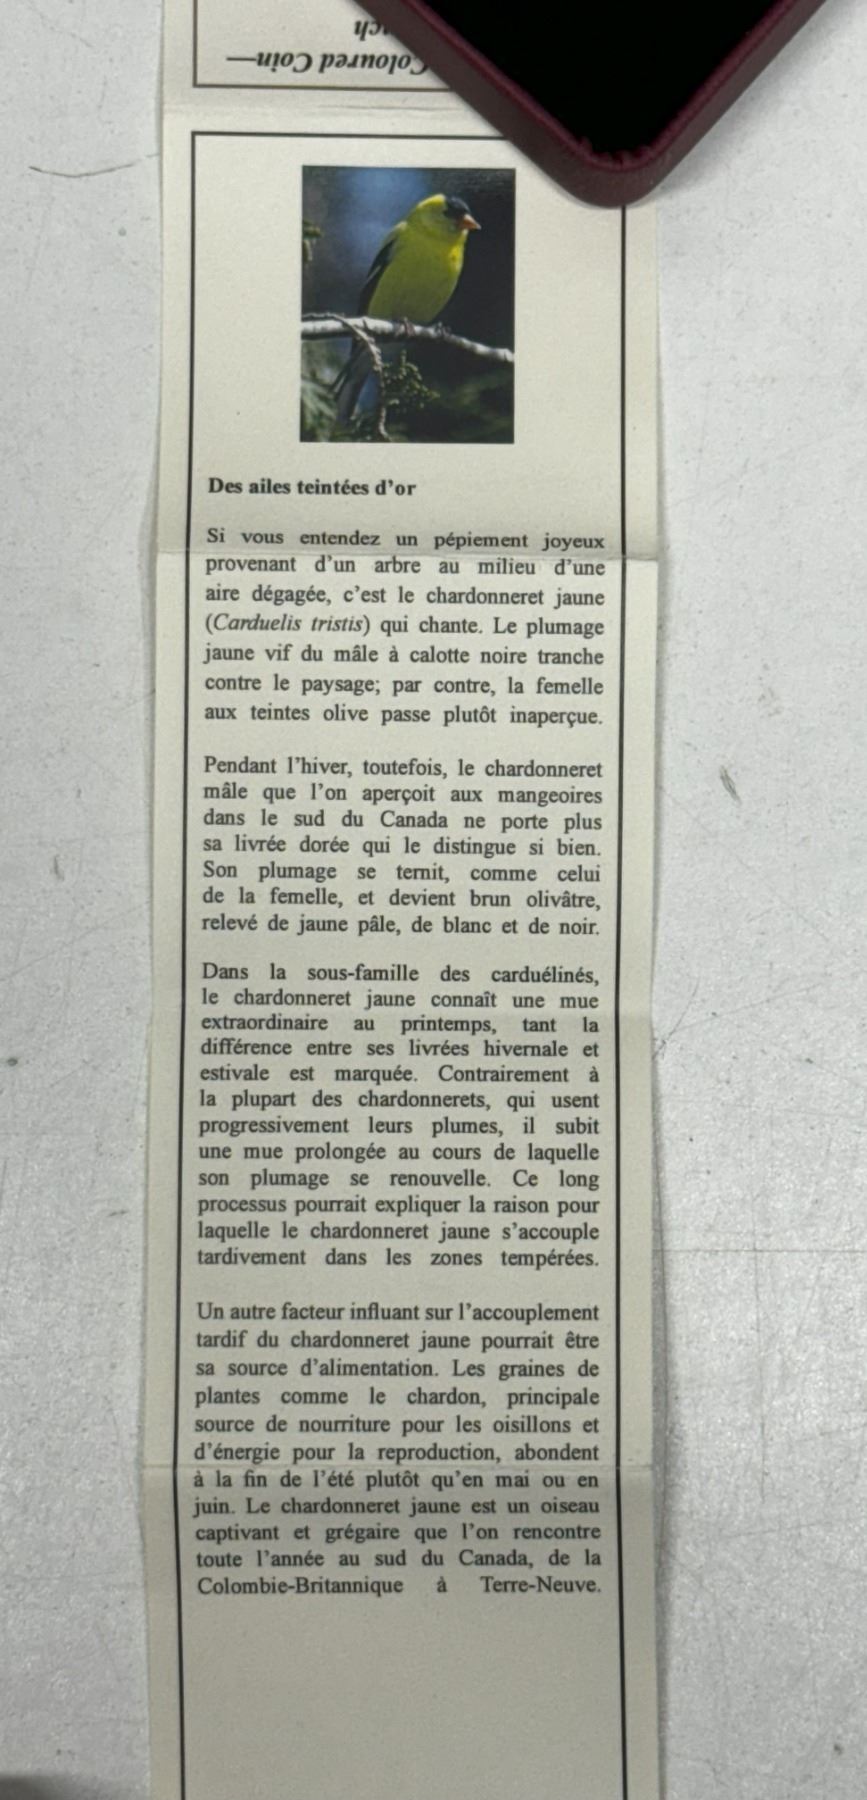 Coloured Coin—
Des ailes teintées d'or
Si vous entendez un pépiement joyeux
provenant d'un arbre au milieu d'une
aire dégagée, c'est le chardonneret jaune
(Carduelis tristis) qui chante. Le plumage
jaune vif du mâle à calotte noire tranche
contre le paysage; par contre, la femelle
aux teintes olive passe plutôt inaperçue.
Pendant l'hiver, toutefois, le chardonneret
mâle que l'on aperçoit aux mangeoires
dans le sud du Canada ne porte plus
sa livrée dorée qui le distingue si bien.
Son plumage se ternit, comme celui
de la femelle, et devient brun olivâtre,
relevé de jaune pâle, de blanc et de noir.
Dans la sous-famille des carduélinés,
le chardonneret jaune connaît une mue
extraordinaire au printemps, tant la
différence entre ses livrées hivernale et
estivale est marquée. Contrairement à
la plupart des chardonnerets, qui usent
progressivement leurs plumes, il subit
une mue prolongée au cours de laquelle
son plumage se renouvelle. Ce long
processus pourrait expliquer la raison pour
laquelle le chardonneret jaune s'accouple
tardivement dans les zones tempérées.
Un autre facteur influant sur l'accouplement
tardif du chardonneret jaune pourrait être
sa source d'alimentation. Les graines de
plantes comme le chardon, principale
source de nourriture pour les oisillons et
d'énergie pour la reproduction, abondent
à la fin de l'été plutôt qu'en mai ou en
juin. Le chardonneret jaune est un oiseau
captivant et grégaire que l'on rencontre
toute l'année au sud du Canada, de la
Colombie-Britannique à Terre-Neuve.